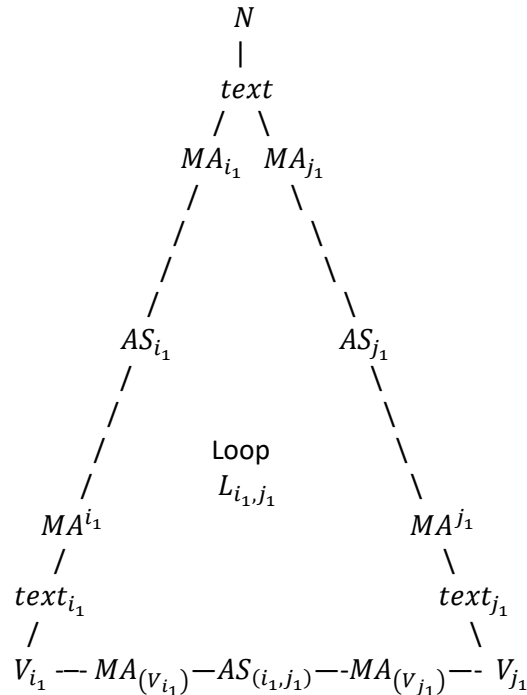 N
text
MA_{i_1} MA_{j_1}
AS_{i_1} AS_{j_1}
Loop
L_{i_1,j_1}
MA^{i_1} MA^{j_1}
text_{i_1} text_{j_1}
V_{i_1} — MA_{(V_{i_1})} — AS_{(i_1,j_1)} — MA_{(V_{j_1})} — V_{j_1}